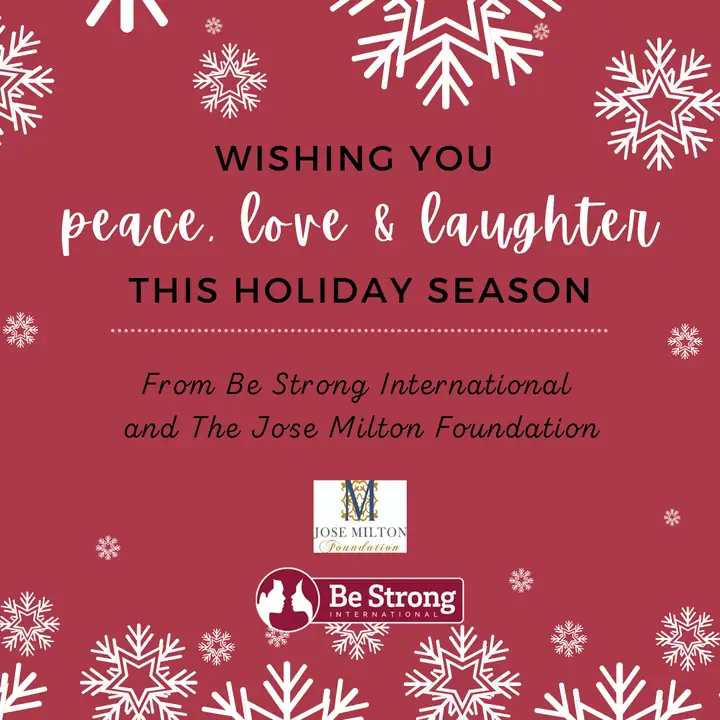 WISHING YOU
peace, love & laughter
THIS HOLIDAY SEASON
From Be Strong International
and The Jose Milton Foundation
M
JOSE MILTON
Foundation
Be Strong
INTERNATIONAL